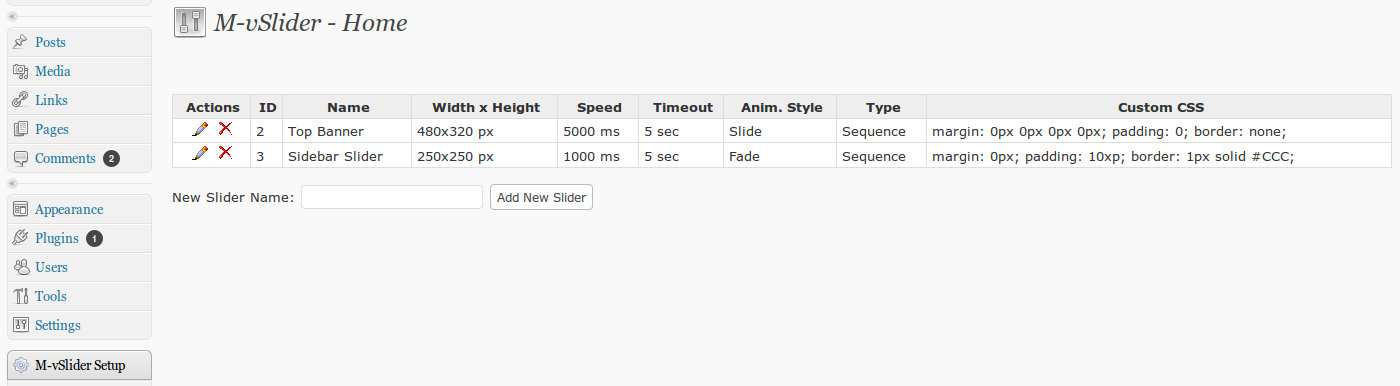 M-vSlider - Home
Posts
Media
Links
Pages
Comments 2
Appearance
Plugins 1
Users
Tools
Settings
M-vSlider Setup
Actions ID Name Width x Height Speed Timeout Anim. Style Type Custom CSS
2 Top Banner 480x320 px 5000 ms 5 sec Slide Sequence margin: 0px 0px 0px 0px; padding: 0; border: none;
3 Sidebar Slider 250x250 px 1000 ms 5 sec Fade Sequence margin: 0px; padding: 10xp; border: 1px solid #CCC;
New Slider Name: Add New Slider